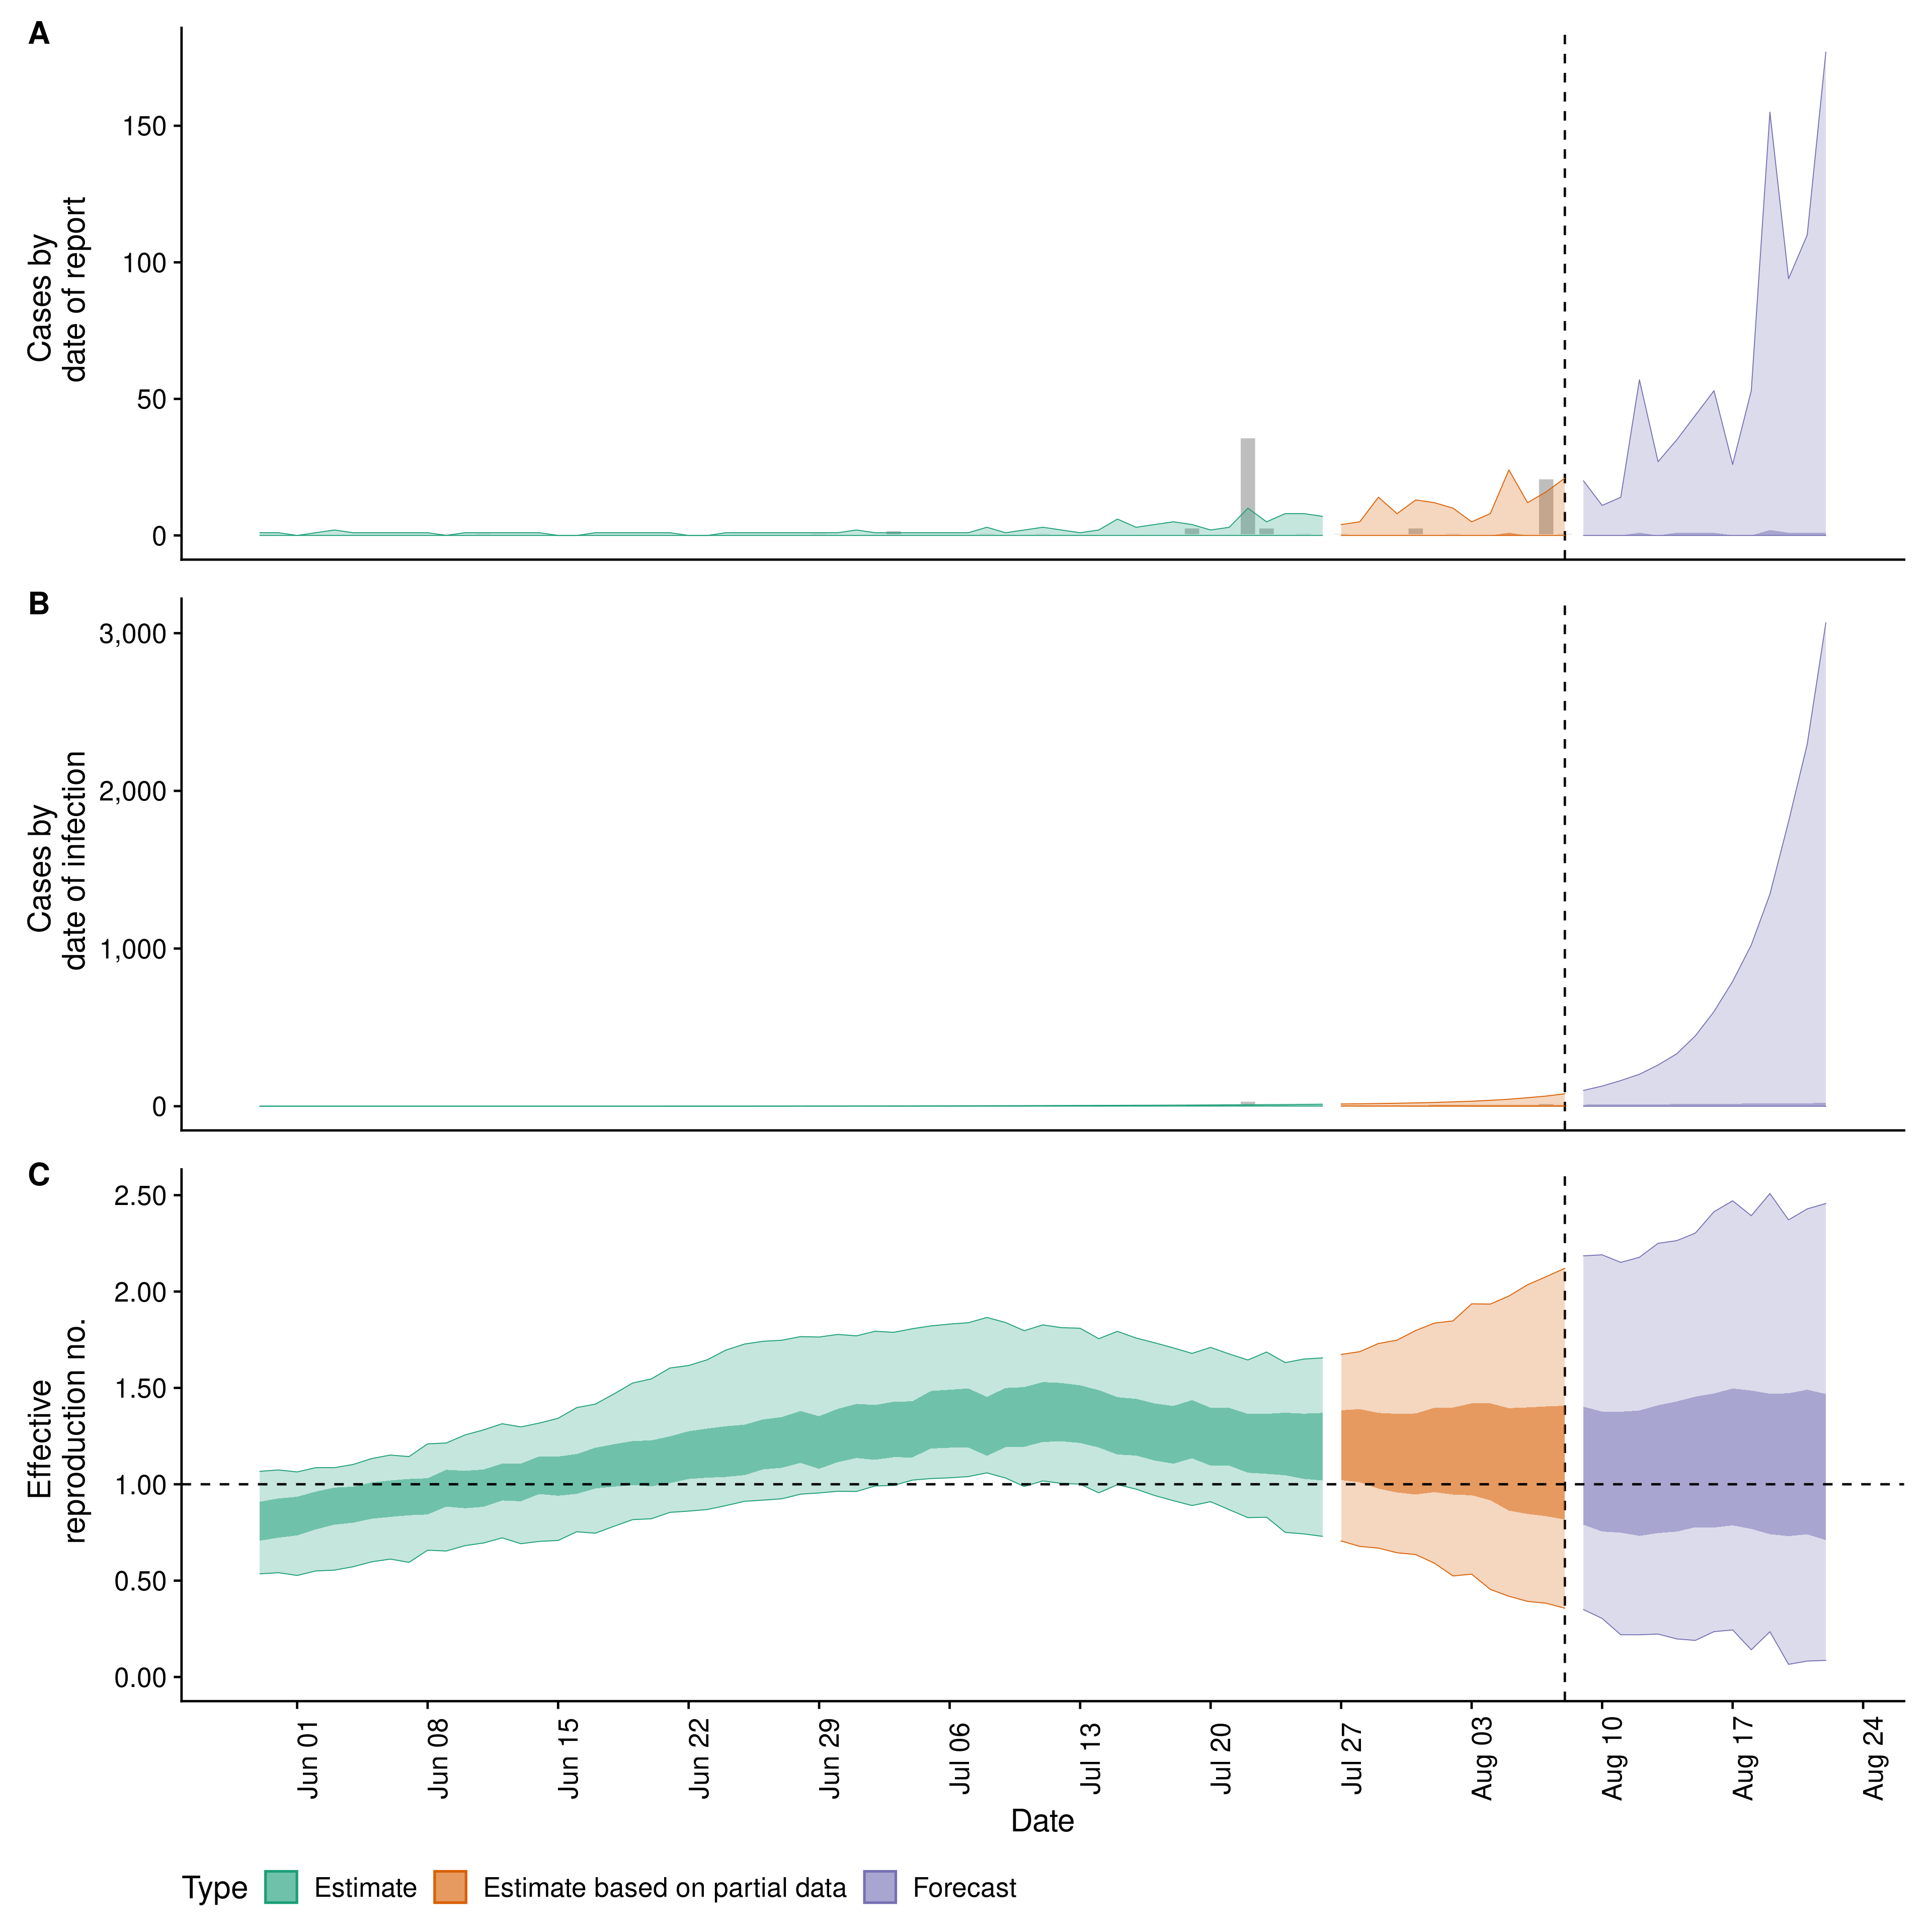 A
Cases by
date of report
150
100
50
0
B
Cases by
date of infection
3,000
2,000
1,000
0
C
Effective
reproduction no.
2.50
2.00
1.50
1.00
0.50
0.00
Jun 01
Jun 08
Jun 15
Jun 22
Jun 29
Jul 06
Jul 13
Jul 20
Jul 27
Aug 03
Aug 10
Aug 17
Aug 24
Date
Type Estimate Estimate based on partial data Forecast